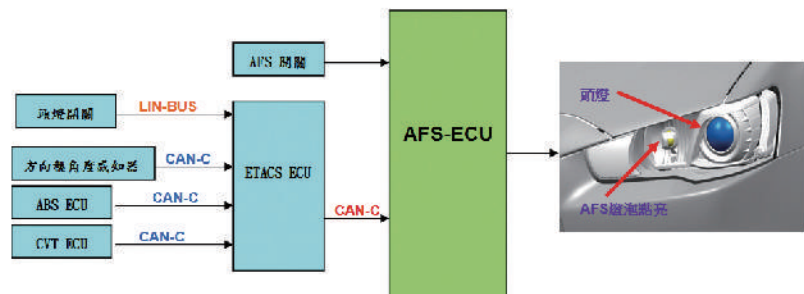 AFS 開關
頭燈開關
LIN-BUS
方向盤角度感知器
CAN-C
ABS ECU
CAN-C
CVT ECU
CAN-C
ETACS ECU
CAN-C
AFS-ECU
頭燈
AFS燈泡點亮